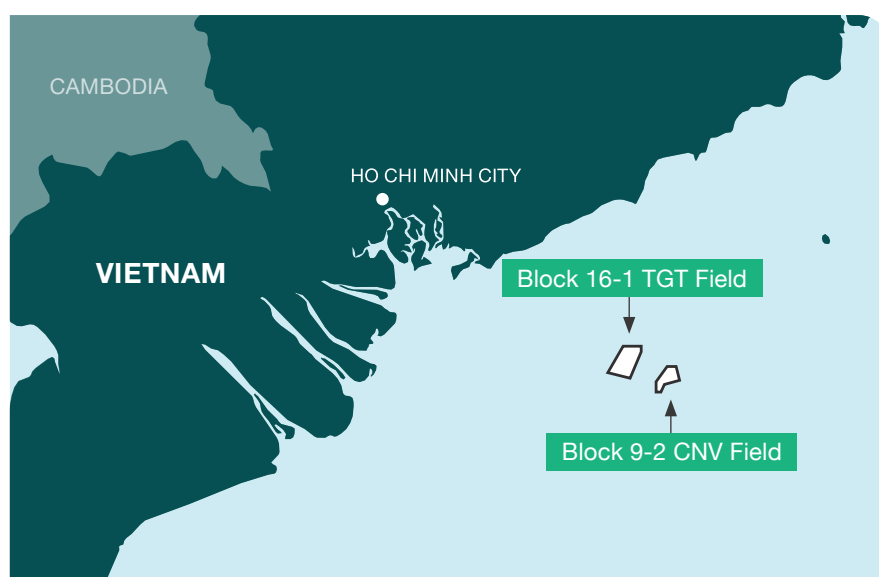 CAMBODIA
HO CHI MINH CITY
VIETNAM
Block 16-1 TGT Field
Block 9-2 CNV Field